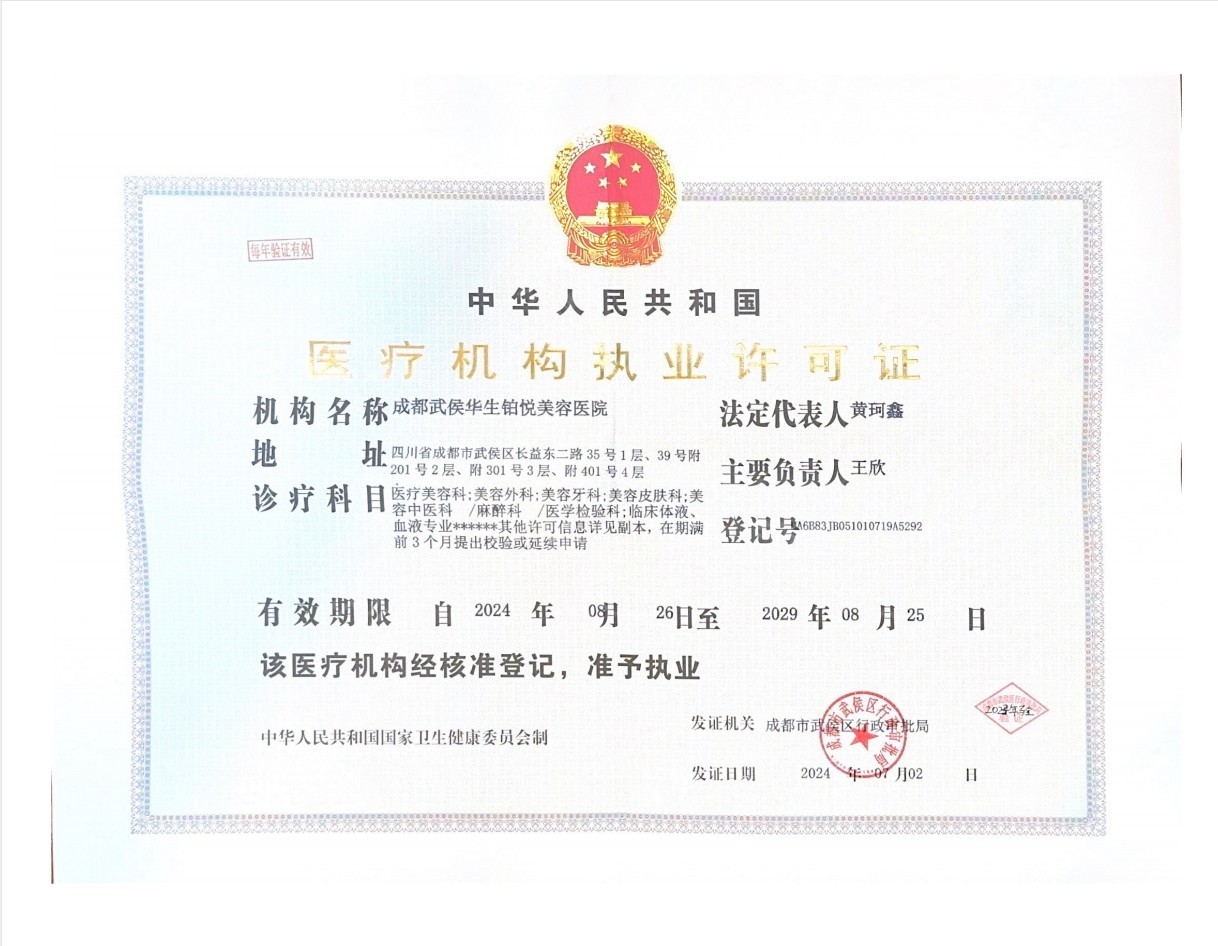 每年验证有效
中华人民共和国
医疗机构执业许可证
机构名称 成都武侯华生铂悦美容医院
法定代表人 黄珂鑫
地址 四川省成都市武侯区长益东二路35号1层、39号附
201号2层、附301号3层、附401号4层
主要负责人 王欣
诊疗科目 医疗美容科;美容外科;美容牙科;美容皮肤科;美
容中医科 /麻醉科 /医学检验科;临床体液、
血液专业******其他许可信息详见副本，在期满
前3个月提出校验或延续申请
登记号 A6B83JB051010719A5292
有效期限 自 2024 年 08月 26日至 2029 年 08 月 25 日
该医疗机构经核准登记，准予执业
中华人民共和国国家卫生健康委员会制
发证机关 成都市武侯区行政审批局
发证日期 2024 年 07 月02 日